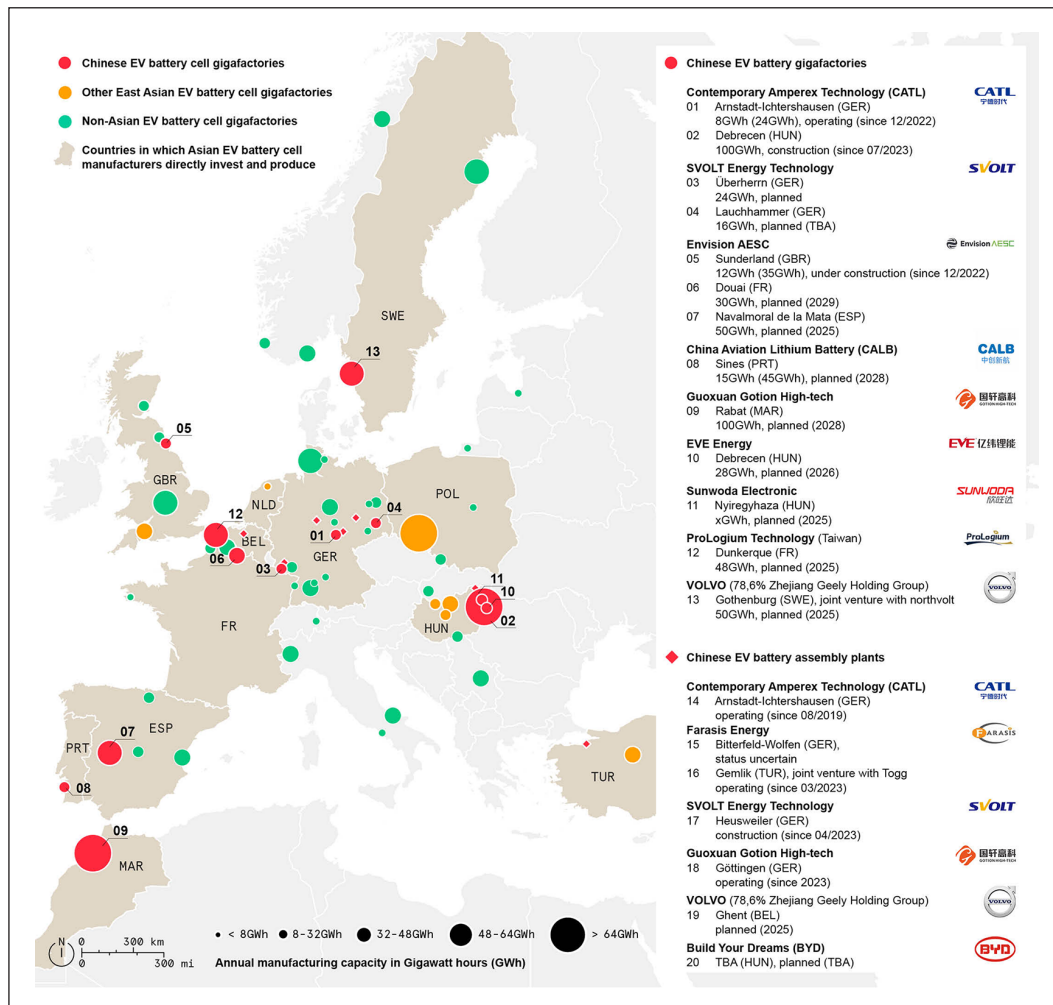 Chinese EV battery cell gigafactories
Other East Asian EV battery cell gigafactories
Non-Asian EV battery cell gigafactories
Countries in which Asian EV battery cell
manufacturers directly invest and produce
SWE
13
05
GBR
NLD
POL
12
04
BEL
01
06
GER
03
11
10
FR
HUN
02
ESP
07
PRT
TUR
08
09
MAR
N
0 300 km
0 300 mi
< 8GWh
8–32GWh
32-48GWh
48-64GWh
> 64GWh
Annual manufacturing capacity in Gigawatt hours (GWh)
Chinese EV battery gigafactories
Contemporary Amperex Technology (CATL)
CATL
宁德时代
01 Arnstadt-Ichtershausen (GER)
8GWh (24GWh), operating (since 12/2022)
02 Debrecen (HUN)
100GWh, construction (since 07/2023)
SVOLT Energy Technology
SVOLT
03 Überherrn (GER)
24GWh, planned
04 Lauchhammer (GER)
16GWh, planned (TBA)
Envision AESC
Envision AESC
05 Sunderland (GBR)
12GWh (35GWh), under construction (since 12/2022)
06 Douai (FR)
30GWh, planned (2029)
07 Navalmoral de la Mata (ESP)
50GWh, planned (2025)
China Aviation Lithium Battery (CALB)
CALB
中创新航
08 Sines (PRT)
15GWh (45GWh), planned (2028)
Guoxuan Gotion High-tech
国轩高科
GOTION HIGH-TECH
09 Rabat (MAR)
100GWh, planned (2028)
EVE Energy
EVE 亿纬锂能
10 Debrecen (HUN)
28GWh, planned (2026)
Sunwoda Electronic
SUNWODA
欣旺达
11 Nyiregyhaza (HUN)
xGWh, planned (2025)
ProLogium Technology (Taiwan)
ProLogium
12 Dunkerque (FR)
48GWh, planned (2025)
VOLVO (78,6% Zhejiang Geely Holding Group)
VOLVO
13 Gothenburg (SWE), joint venture with northvolt
50GWh, planned (2025)
Chinese EV battery assembly plants
Contemporary Amperex Technology (CATL)
CATL
宁德时代
14 Arnstadt-Ichtershausen (GER)
operating (since 08/2019)
Farasis Energy
FARASIS
15 Bitterfeld-Wolfen (GER),
status uncertain
16 Gemlik (TUR), joint venture with Togg
operating (since 03/2023)
SVOLT Energy Technology
SVOLT
17 Heusweiler (GER)
construction (since 04/2023)
Guoxuan Gotion High-tech
国轩高科
GOTION HIGH-TECH
18 Göttingen (GER)
operating (since 2023)
VOLVO (78,6% Zhejiang Geely Holding Group)
VOLVO
19 Ghent (BEL)
planned (2025)
Build Your Dreams (BYD)
BYD
20 TBA (HUN), planned (TBA)